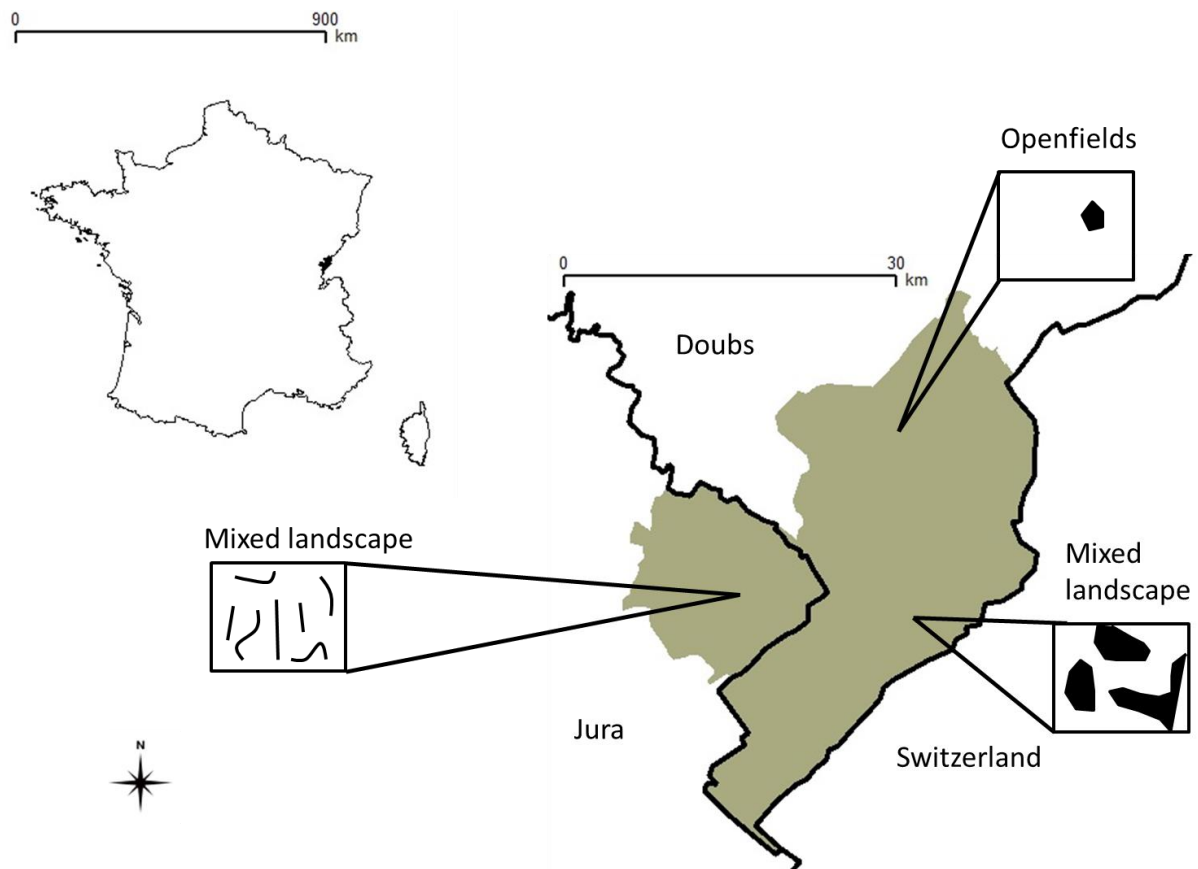 0 900
km
Openfields
0 30
km
Doubs
Mixed landscape
Mixed
landscape
Jura
Switzerland
N